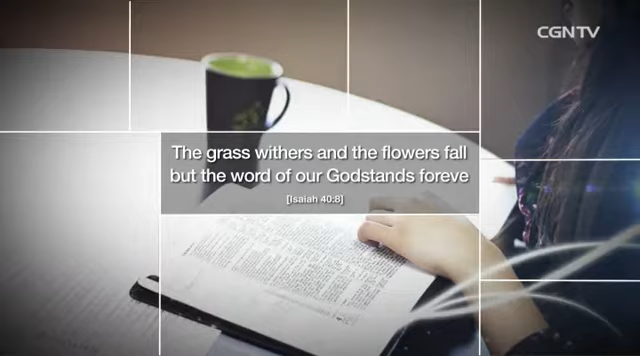 CGNTV
The grass withers and the flowers fall
but the word of our Godstands foreve
[Isaiah 40:8]